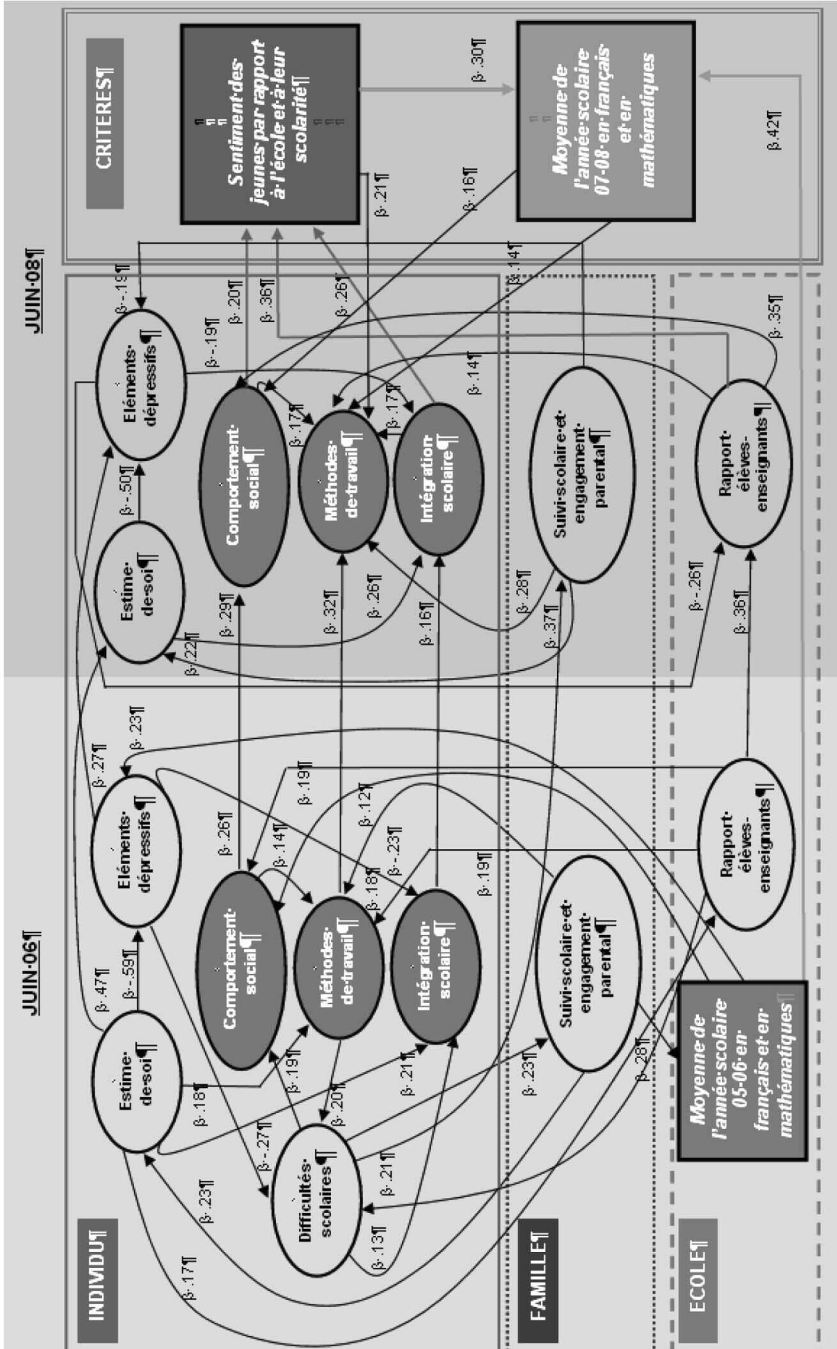 JUIN·06¶
JUIN·08¶
INDIVIDU¶
FAMILLE¶
ECOLE¶
CRITERES¶
Estime·
de·soi¶
Eléments·
dépressifs¶
Difficultés·
scolaires¶
Comportement·
social¶
Méthodes·
de·travail¶
Intégration·
scolaire¶
Suivi·scolaire·et·
engagement·
parental¶
Rapport·
élèves-
enseignants¶
Moyenne·de·
l'année·scolaire·
05-06·en·
français·et·en·
mathématiques¶
Estime·
de·soi¶
Eléments·
dépressifs¶
Comportement·
social¶
Méthodes·
de·travail¶
Intégration·
scolaire¶
Suivi·scolaire·et·
engagement·
parental¶
Rapport·
élèves-
enseignants¶
¶
¶
¶
Sentiment·des·
jeunes·par·rapport·
à·l'école·et·à·leur·
scolarité¶
¶
¶
¶
¶
¶
Moyenne·de·
l'année·scolaire·
07-08·en·français·
et·en·
mathématiques¶
β·.47¶
β·-.59¶
β·.27¶
β·.23¶
β·.18¶
β·.17¶
β·.23¶
β·-.27¶
β·.19¶
β·.20¶
β·.21¶
β·.21¶
β·.13¶
β·.26¶
β·.14¶
β·.19¶
β·.12¶
β·-.23¶
β·.18¶
β·.19¶
β·.23¶
β·.28¶
β·-.50¶
β·-.19¶
β·.22¶
β·.29¶
β·.32¶
β·.26¶
β·.16¶
β·.28¶
β·.37¶
β·-.26¶
β·.36¶
β·-.19¶
β·.20¶
β·.36¶
β·.17¶
β·.17¶
β·.26¶
β·.21¶
β·.14¶
β·.14¶
β·.35¶
β·.16¶
β·.30¶
β·.42¶